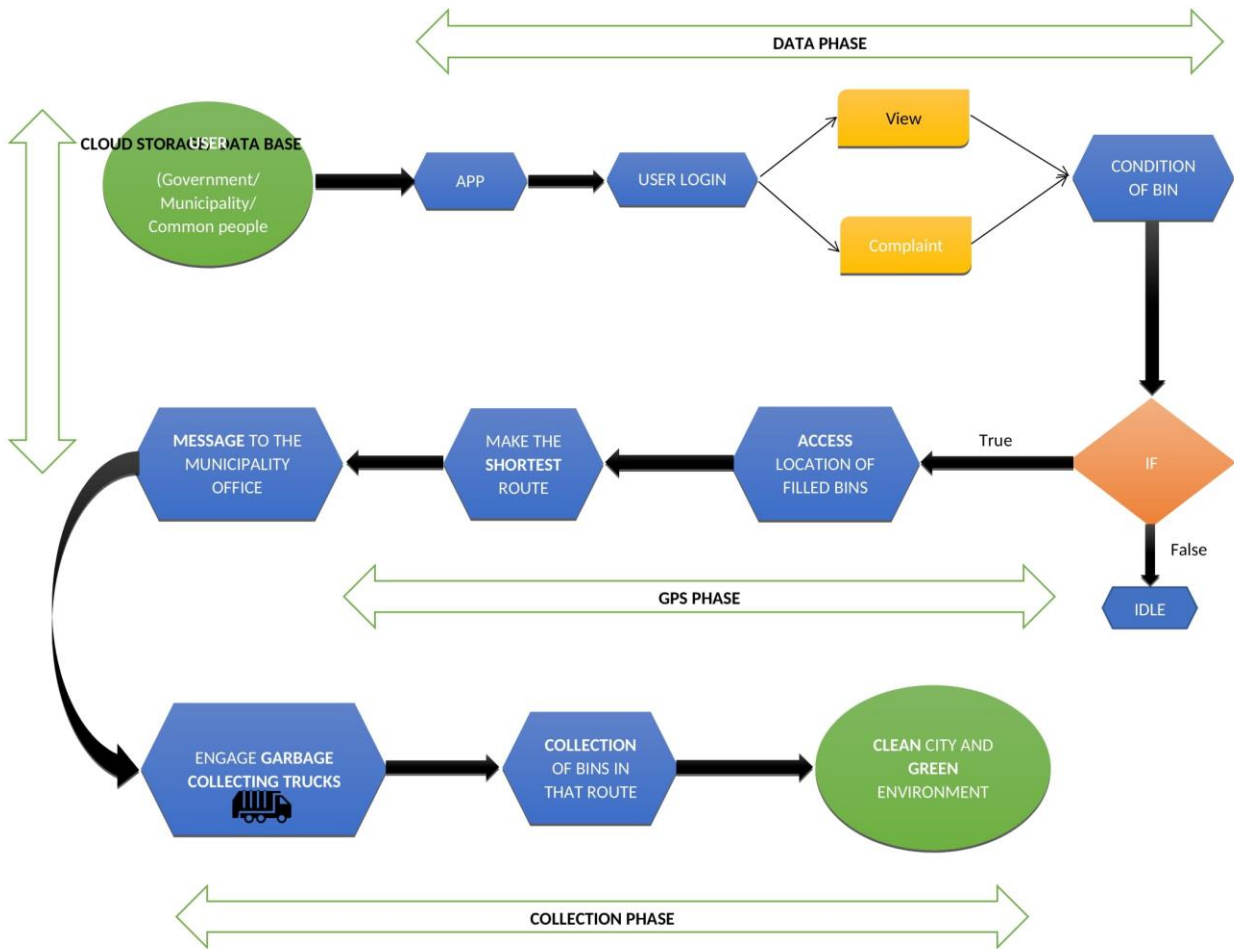 DATA PHASE
CLOUD STORAGE/ DATA BASE
USER
(Government/
Municipality/
Common people
APP
USER LOGIN
View
Complaint
CONDITION
OF BIN
MESSAGE TO THE
MUNICIPALITY
OFFICE
MAKE THE
SHORTEST
ROUTE
ACCESS
LOCATION OF
FILLED BINS
True
IF
False
IDLE
GPS PHASE
ENGAGE GARBAGE
COLLECTING TRUCKS
COLLECTION
OF BINS IN
THAT ROUTE
CLEAN CITY AND
GREEN
ENVIRONMENT
COLLECTION PHASE